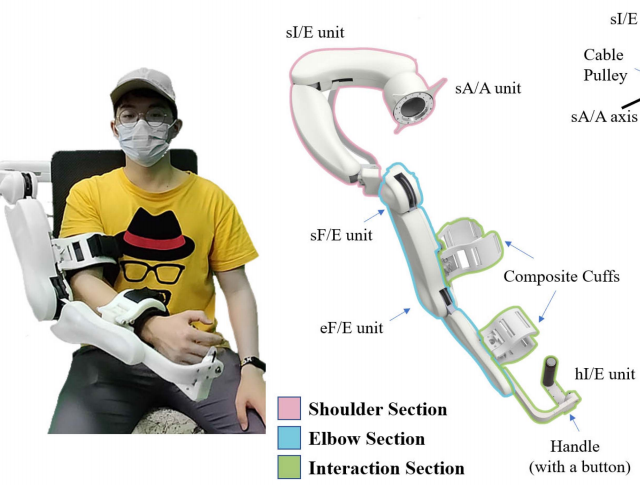 sI/E unit
sA/A unit
sF/E unit
Composite Cuffs
eF/E unit
hI/E unit
Handle
(with a button)
Shoulder Section
Elbow Section
Interaction Section
sI/E
Cable
Pulley
sA/A axis